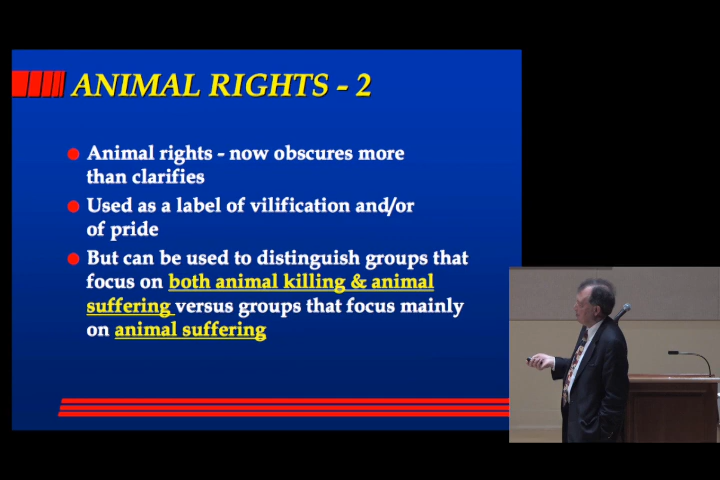 ANIMAL RIGHTS - 2
Animal rights - now obscures more
than clarifies
Used as a label of vilification and/or
of pride
But can be used to distinguish groups that
focus on both animal killing & animal
suffering versus groups that focus mainly
on animal suffering